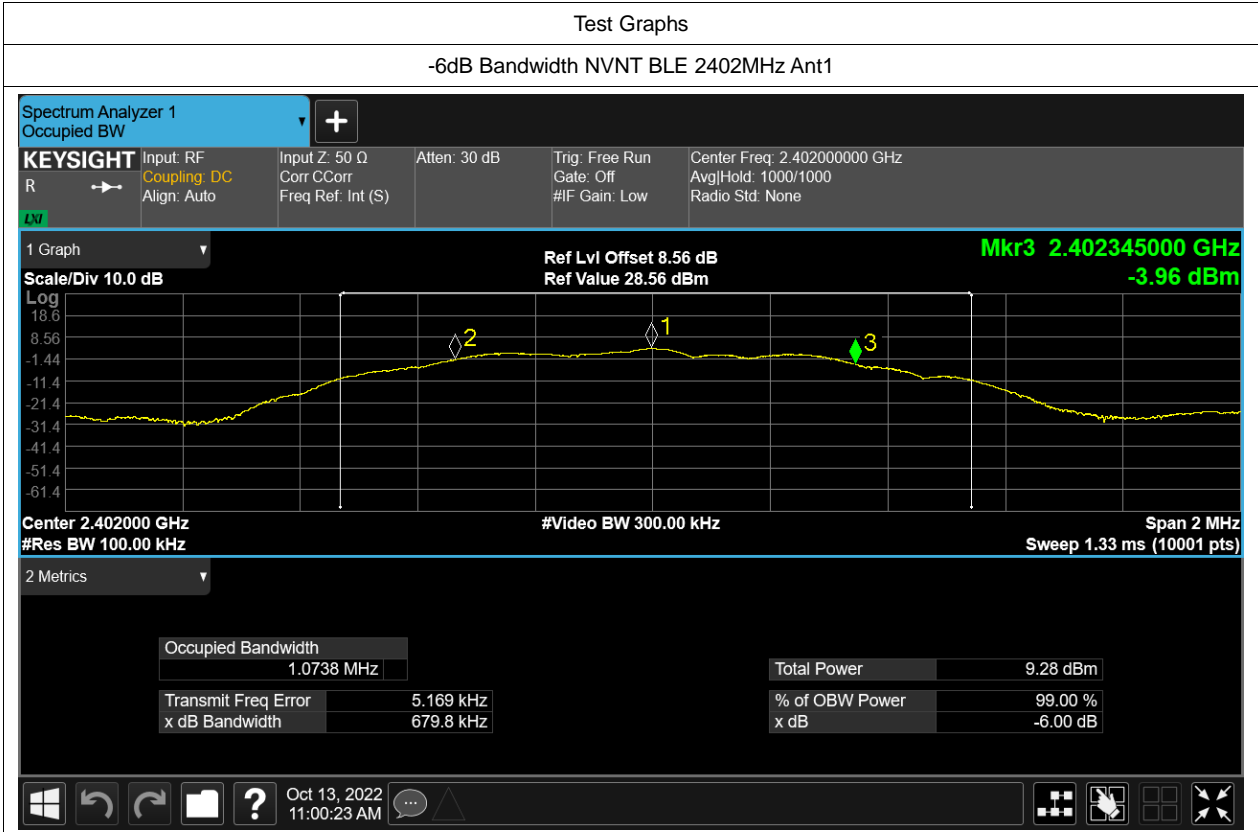 Test Graphs
-6dB Bandwidth NVNT BLE 2402MHz Ant1
Spectrum Analyzer 1
Occupied BW
KEYSIGHT
R
LXI
Input: RF
Coupling: DC
Align: Auto
Input Z: 50 Ω
Corr CCorr
Freq Ref: Int (S)
Atten: 30 dB
Trig: Free Run
Gate: Off
#IF Gain: Low
Center Freq: 2.402000000 GHz
Avg|Hold: 1000/1000
Radio Std: None
1 Graph
Scale/Div 10.0 dB
Ref Lvl Offset 8.56 dB
Ref Value 28.56 dBm
Mkr3 2.402345000 GHz
-3.96 dBm
Log
18.6
8.56
-1.44
-11.4
-21.4
-31.4
-41.4
-51.4
-61.4
2
1
3
Center 2.402000 GHz
#Res BW 100.00 kHz
#Video BW 300.00 kHz
Span 2 MHz
Sweep 1.33 ms (10001 pts)
2 Metrics
Occupied Bandwidth
1.0738 MHz
Transmit Freq Error 5.169 kHz
x dB Bandwidth 679.8 kHz
Total Power 9.28 dBm
% of OBW Power 99.00 %
x dB -6.00 dB
?
Oct 13, 2022
11:00:23 AM